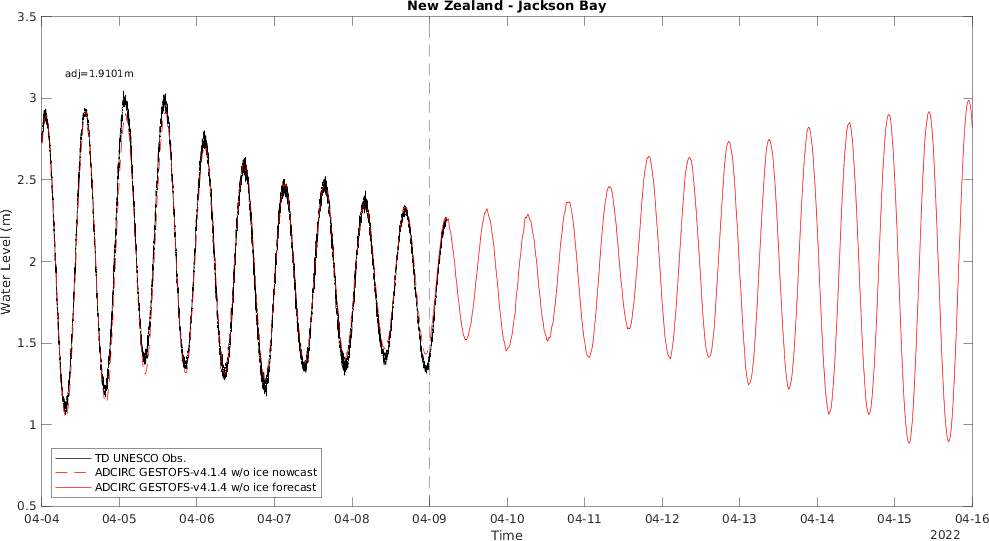 New Zealand - Jackson Bay
3.5
3
2.5
2
1.5
1
0.5
Water Level (m)
adj=1.9101m
TD UNESCO Obs.
ADCIRC GESTOFS-v4.1.4 w/o ice nowcast
ADCIRC GESTOFS-v4.1.4 w/o ice forecast
04-04 04-05 04-06 04-07 04-08 04-09 04-10 04-11 04-12 04-13 04-14 04-15 04-16
Time
2022